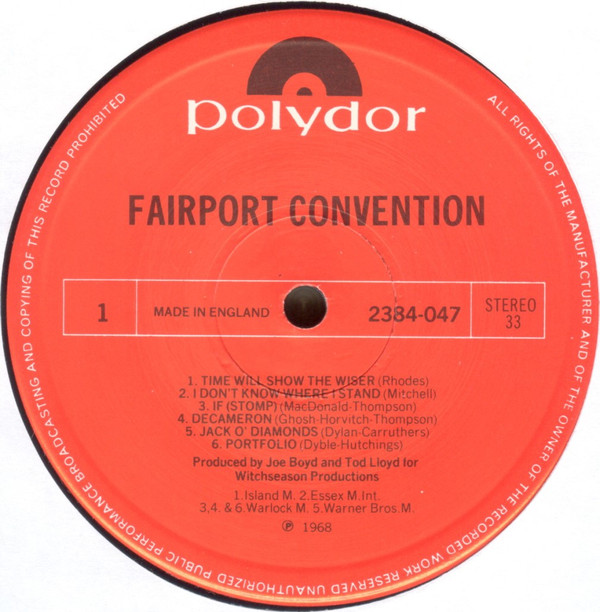 polydor
FAIRPORT CONVENTION
1
MADE IN ENGLAND
2384-047
STEREO
33
1. TIME WILL SHOW THE WISER (Rhodes)
2. I DON'T KNOW WHERE I STAND (Mitchell)
3. IF (STOMP) (MacDonald-Thompson)
4. DECAMERON (Ghosh-Horvitch-Thompson)
5. JACK O' DIAMONDS (Dylan-Carruthers)
6. PORTFOLIO (Dyble-Hutchings)
Produced by Joe Boyd and Tod Lloyd for
Witchseason Productions
1.Island M. 2.Essex M.Int.
3,4. & 6.Warlock M. 5.Warner Bros.M.
℗ 1968
ALL RIGHTS OF THE MANUFACTURER AND OF THE OWNER OF THE RECORDED WORK RESERVED UNAUTHORIZED PUBLIC PERFORMANCE BROADCASTING AND COPYING OF THIS RECORD PROHIBITED